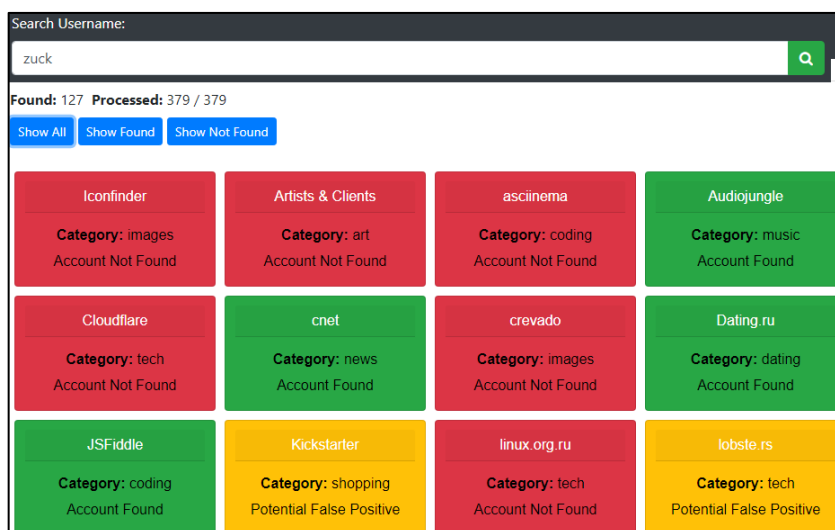 Search Username:
zuck
Found: 127 Processed: 379 / 379
Show All Show Found Show Not Found
Iconfinder Artists & Clients asciinema Audiojungle
Category: images Category: art Category: coding Category: music
Account Not Found Account Not Found Account Not Found Account Found
Cloudflare cnet crevado Dating.ru
Category: tech Category: news Category: images Category: dating
Account Not Found Account Found Account Not Found Account Found
JSFiddle Kickstarter linux.org.ru lobste.rs
Category: coding Category: shopping Category: tech Category: tech
Account Found Potential False Positive Account Not Found Potential False Positive